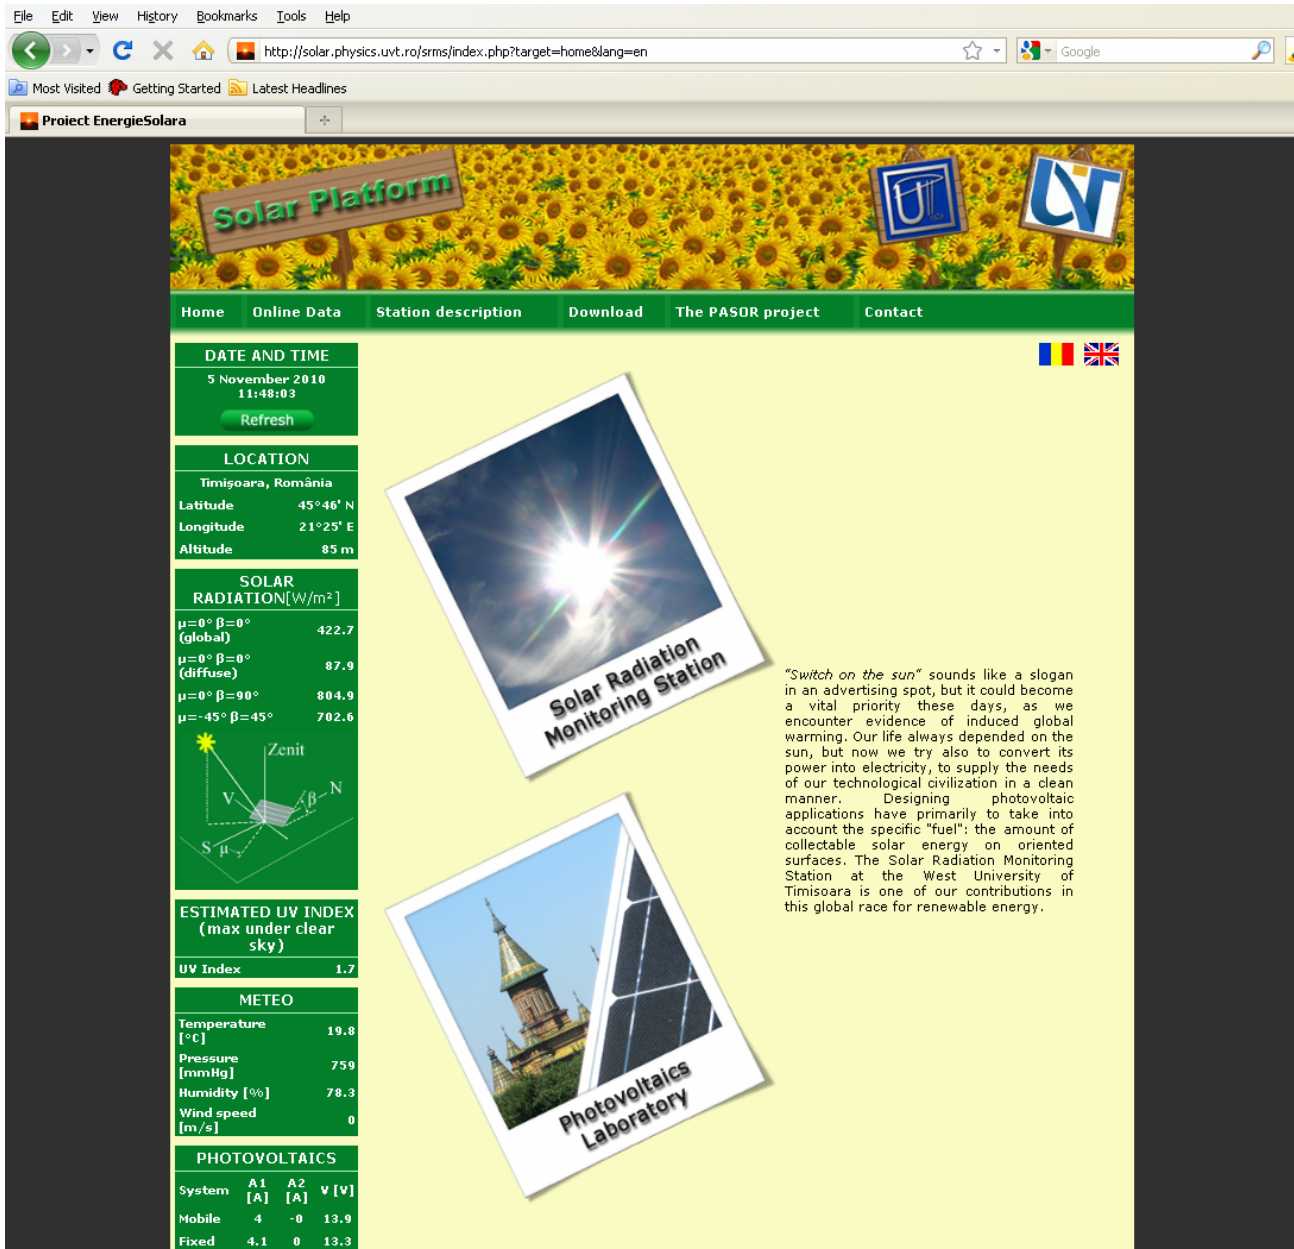 File Edit View History Bookmarks Tools Help
http://solar.physics.uvt.ro/srms/index.php?target=home&lang=en
Google
Most Visited Getting Started Latest Headlines
Proiect EnergieSolara
Solar Platform
Home Online Data Station description Download The PASOR project Contact
DATE AND TIME
5 November 2010
11:48:03
Refresh
LOCATION
Timişoara, România
Latitude 45°46' N
Longitude 21°25' E
Altitude 85 m
SOLAR
RADIATION[W/m²]
μ=0° β=0°
(global) 422.7
μ=0° β=0°
(diffuse) 87.9
μ=0° β=90° 804.9
μ=-45° β=45° 702.6
Zenit
V
β
N
S
μ
ESTIMATED UV INDEX
(max under clear
sky)
UV Index 1.7
METEO
Temperature
[°C] 19.8
Pressure
[mmHg] 759
Humidity [%] 78.3
Wind speed
[m/s] 0
PHOTOVOLTAICS
System A1 [A] A2 [A] V [V]
Mobile 4 -0 13.9
Fixed 4.1 0 13.3
Solar Radiation
Monitoring Station
Photovoltaics
Laboratory
“Switch on the sun” sounds like a slogan
in an advertising spot, but it could become
a vital priority these days, as we
encounter evidence of induced global
warming. Our life always depended on the
sun, but now we try also to convert its
power into electricity, to supply the needs
of our technological civilization in a clean
manner. Designing photovoltaic
applications have primarily to take into
account the specific "fuel": the amount of
collectable solar energy on oriented
surfaces. The Solar Radiation Monitoring
Station at the West University of
Timisoara is one of our contributions in
this global race for renewable energy.